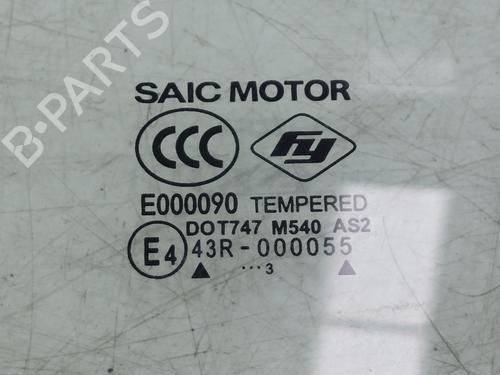 B-PARTS
SAIC MOTOR
CCC
FY
E000090 TEMPERED
DOT747 M540 AS2
E4 43R-000055
...3